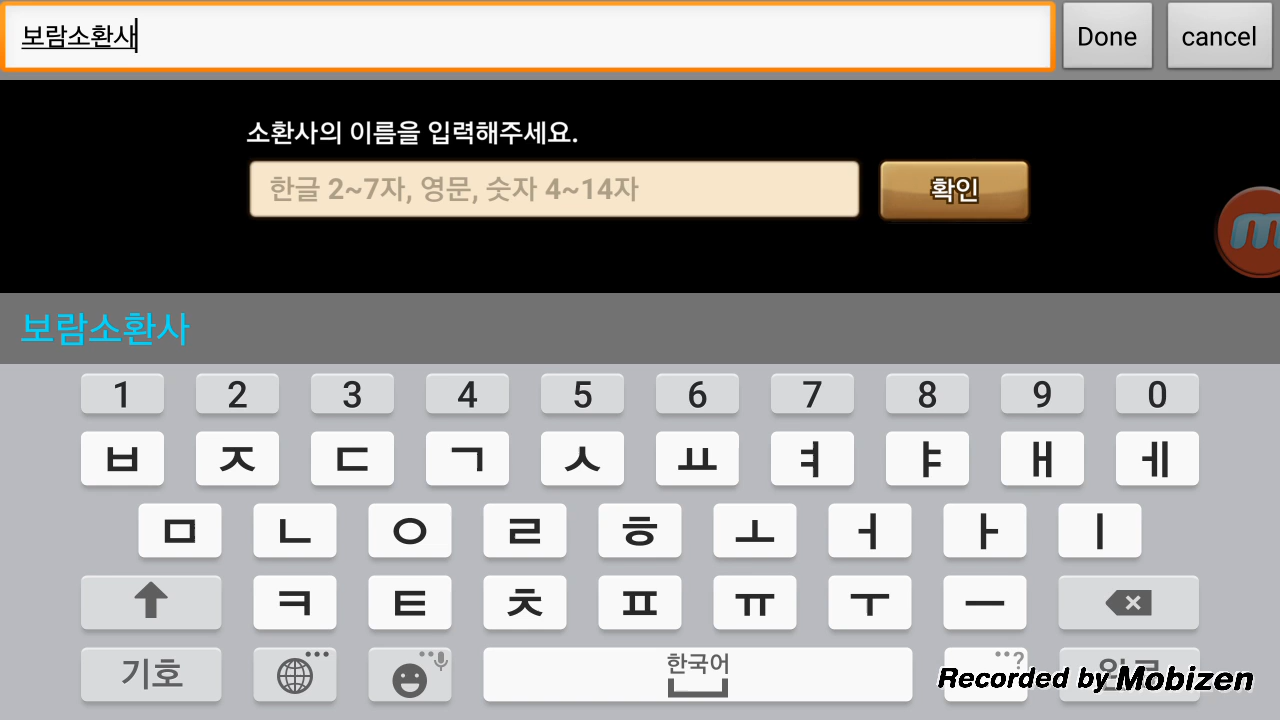 보람소환사 Done cancel
소환사의 이름을 입력해주세요.
한글 2~7자, 영문, 숫자 4~14자 확인
m
보람소환사
1 2 3 4 5 6 7 8 9 0
ㅂ ㅈ ㄷ ㄱ ㅅ ㅛ ㅕ ㅑ ㅐ ㅔ
ㅁ ㄴ ㅇ ㄹ ㅎ ㅗ ㅓ ㅏ ㅣ
ㅋ ㅌ ㅊ ㅍ ㅠ ㅜ ㅡ
기호 한국어 ?
Recorded by Mobizen